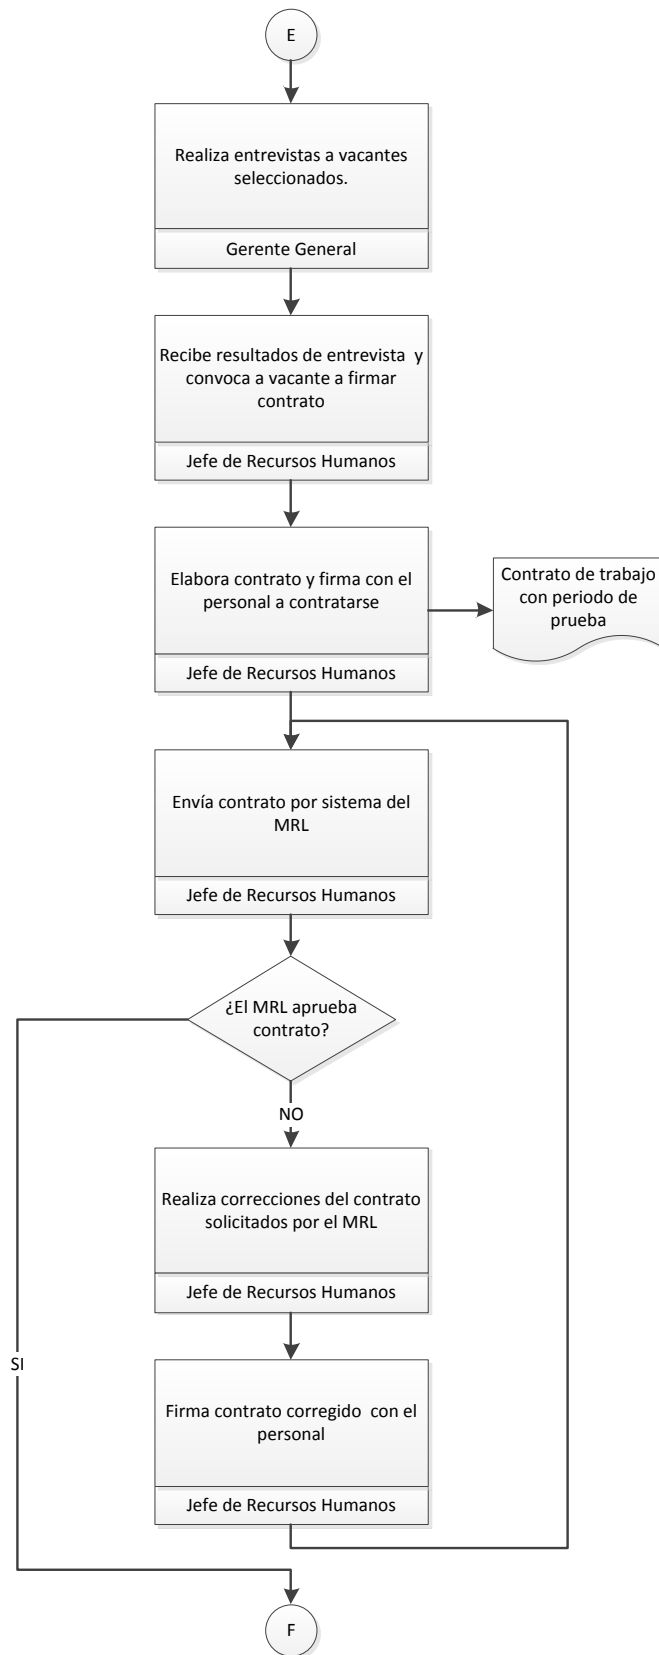 E
Realiza entrevistas a vacantes
seleccionados.
Gerente General
Recibe resultados de entrevista  y
convoca a vacante a firmar
contrato
Jefe de Recursos Humanos
Elabora contrato y firma con el
personal a contratarse
Jefe de Recursos Humanos
Contrato de trabajo
con periodo de
prueba
Envía contrato por sistema del
MRL
Jefe de Recursos Humanos
¿El MRL aprueba
contrato?
NO
Realiza correcciones del contrato
solicitados por el MRL
Jefe de Recursos Humanos
SI
Firma contrato corregido  con el
personal
Jefe de Recursos Humanos
F